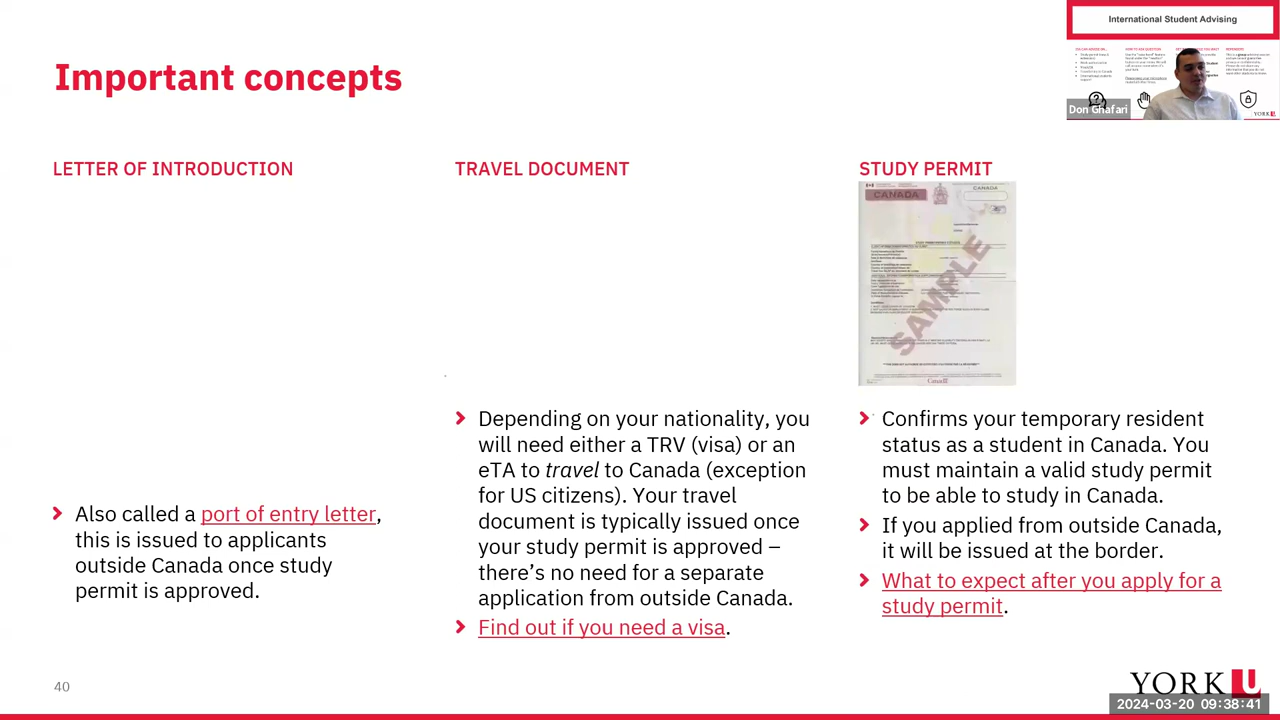 International Student Advising
Important concepts
Don Ghafari
YORK U
LETTER OF INTRODUCTION
Also called a port of entry letter,
this is issued to applicants
outside Canada once study
permit is approved.
TRAVEL DOCUMENT
Depending on your nationality, you
will need either a TRV (visa) or an
eTA to travel to Canada (exception
for US citizens). Your travel
document is typically issued once
your study permit is approved –
there's no need for a separate
application from outside Canada.
Find out if you need a visa.
STUDY PERMIT
CANADA
CANADA
SAMPLE
Canada
Confirms your temporary resident
status as a student in Canada. You
must maintain a valid study permit
to be able to study in Canada.
If you applied from outside Canada,
it will be issued at the border.
What to expect after you apply for a
study permit.
40
YORK U
2024-03-20 09:38:41